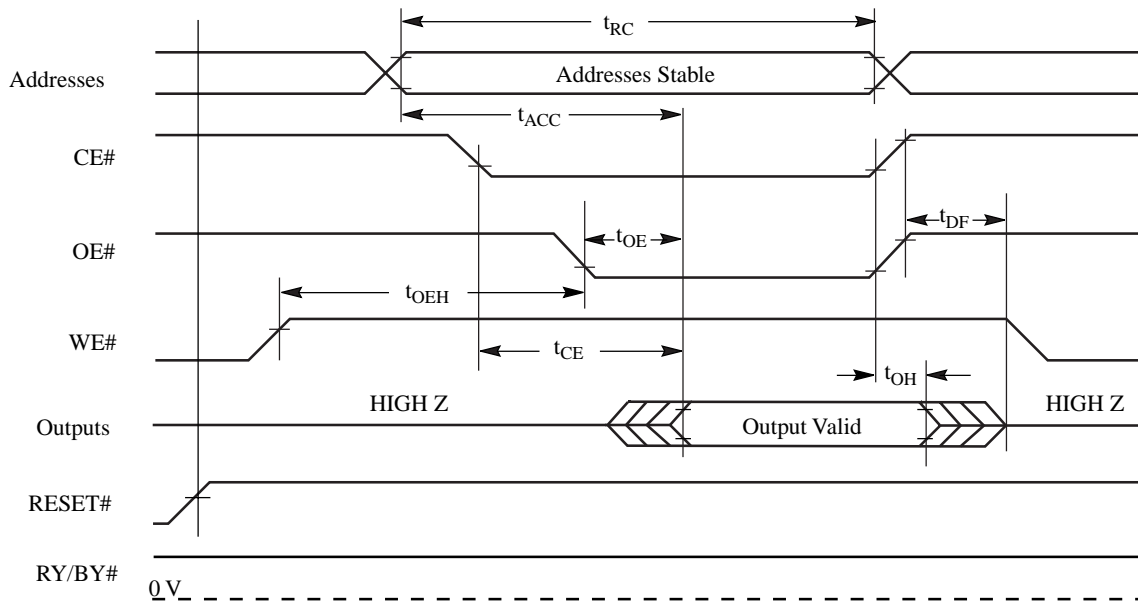 tRC
Addresses
Addresses Stable
tACC
CE#
tDF
OE#
tOE
tOEH
WE#
tCE
tOH
HIGH Z
HIGH Z
Outputs
Output Valid
RESET#
RY/BY#
0 V